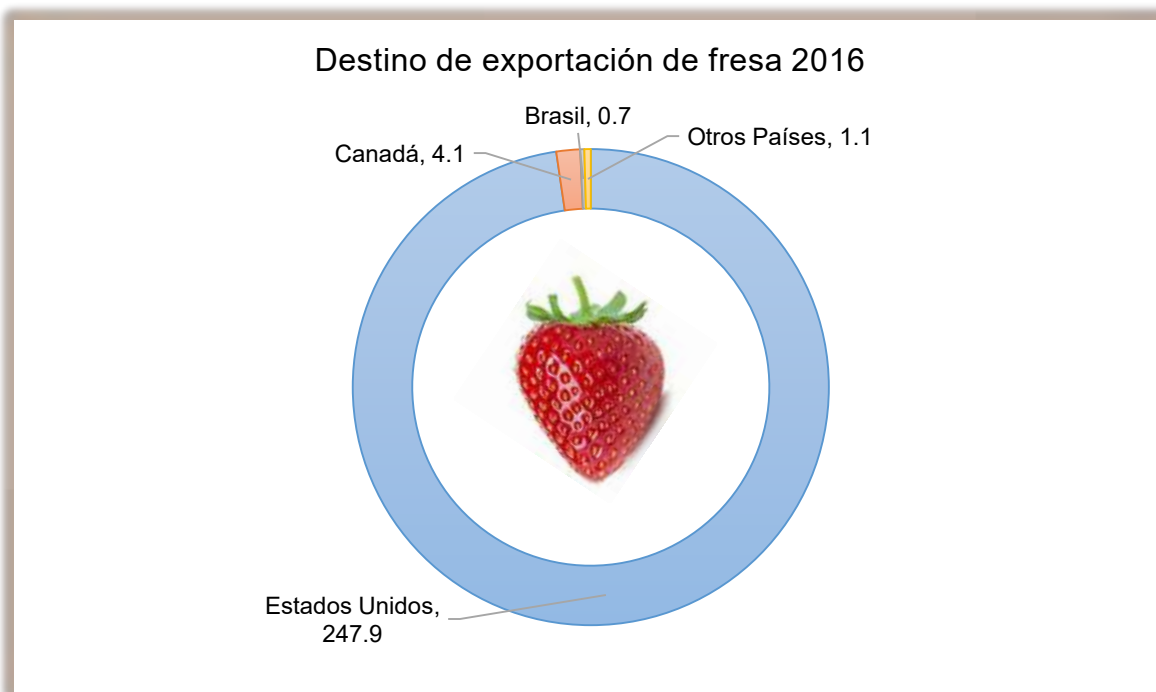 Destino de exportación de fresa 2016
Brasil, 0.7
Otros Países, 1.1
Canadá, 4.1
Estados Unidos,
247.9